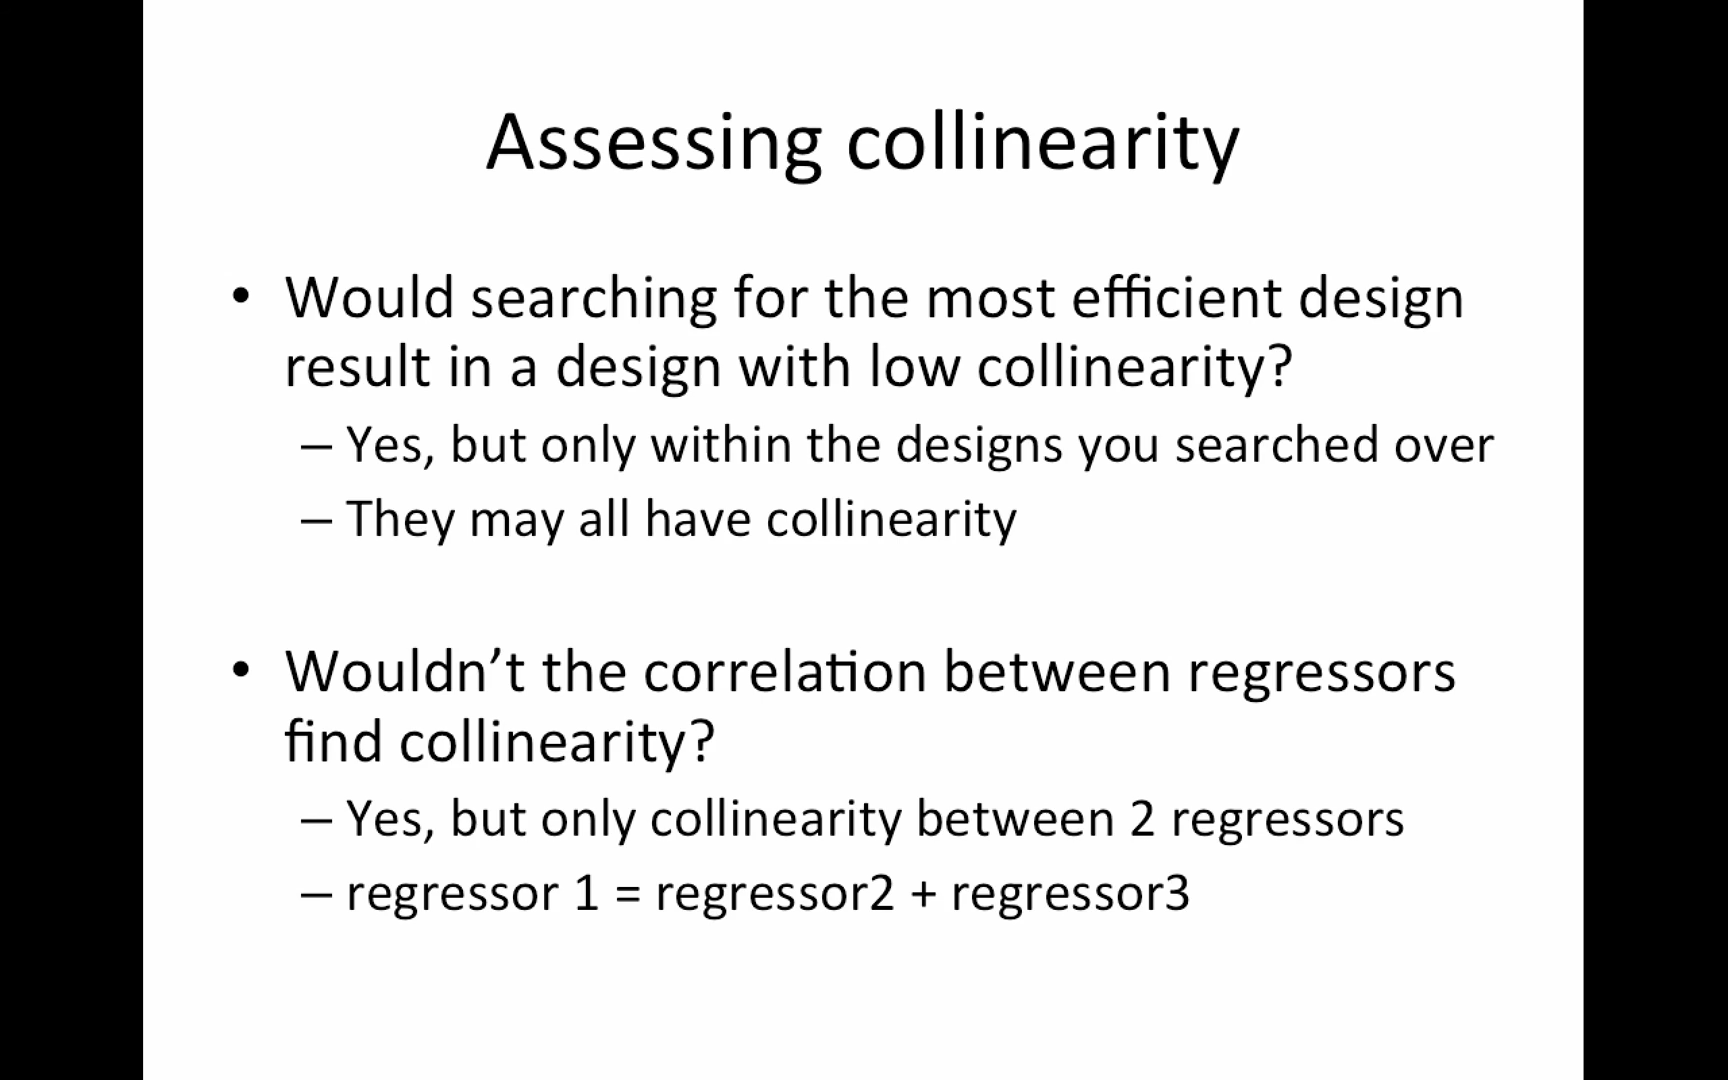 Assessing collinearity
• Would searching for the most efficient design
result in a design with low collinearity?
– Yes, but only within the designs you searched over
– They may all have collinearity
• Wouldn’t the correlation between regressors
find collinearity?
– Yes, but only collinearity between 2 regressors
– regressor 1 = regressor2 + regressor3